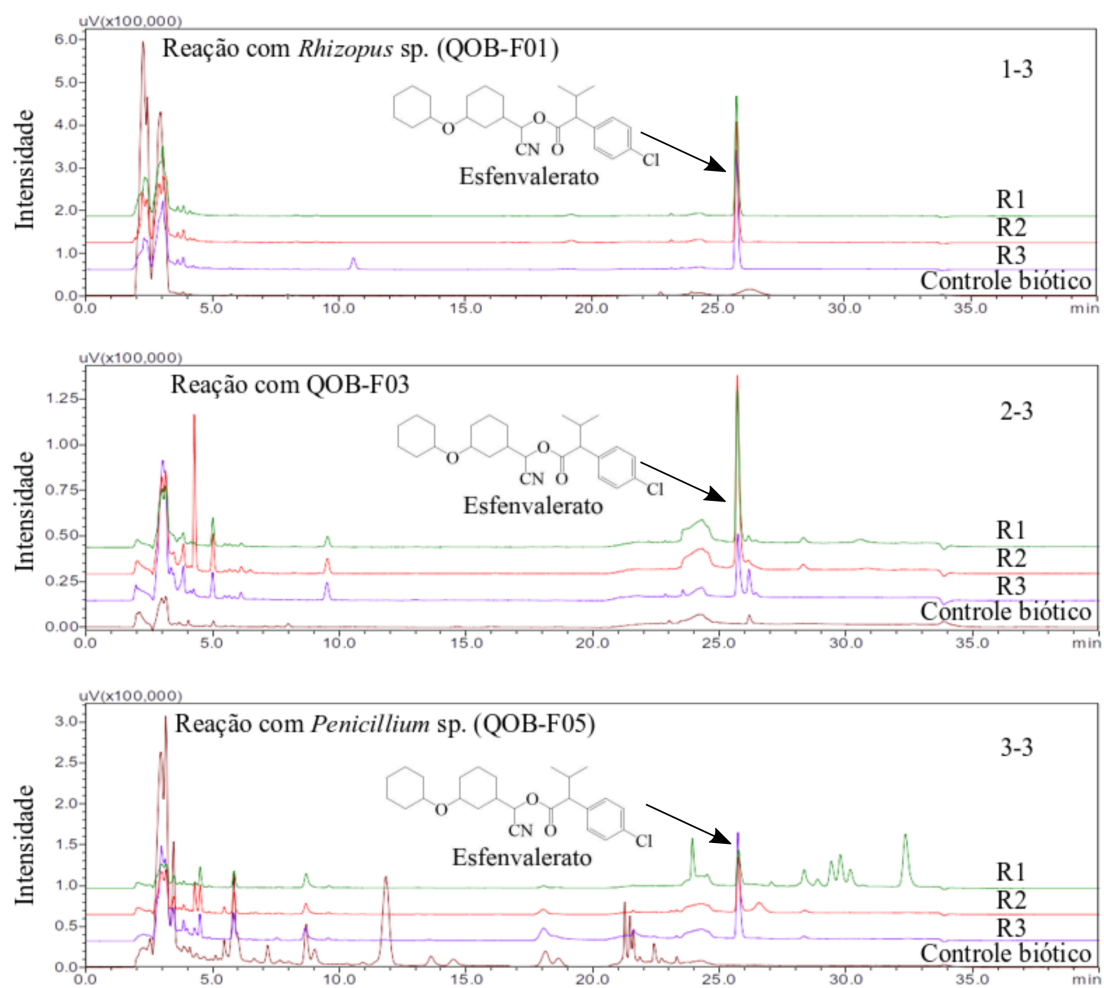 uV(x100,000)
6.0
Reação com Rhizopus sp. (QOB-F01)
1-3
5.0
4.0
3.0
2.0
1.0
0.0
Intensidade
O
O
CN
O
Cl
Esfenvalerato
R1
R2
R3
Controle biótico
0.0 5.0 10.0 15.0 20.0 25.0 30.0 35.0 min
uV(x100,000)
Reação com QOB-F03
2-3
1.25
1.00
0.75
0.50
0.25
0.00
Intensidade
O
O
CN
O
Cl
Esfenvalerato
R1
R2
R3
Controle biótico
0.0 5.0 10.0 15.0 20.0 25.0 30.0 35.0 min
uV(x100,000)
Reação com Penicillium sp. (QOB-F05)
3-3
3.0
2.5
2.0
1.5
1.0
0.5
0.0
Intensidade
O
O
CN
O
Cl
Esfenvalerato
R1
R2
R3
Controle biótico
0.0 5.0 10.0 15.0 20.0 25.0 30.0 35.0 min